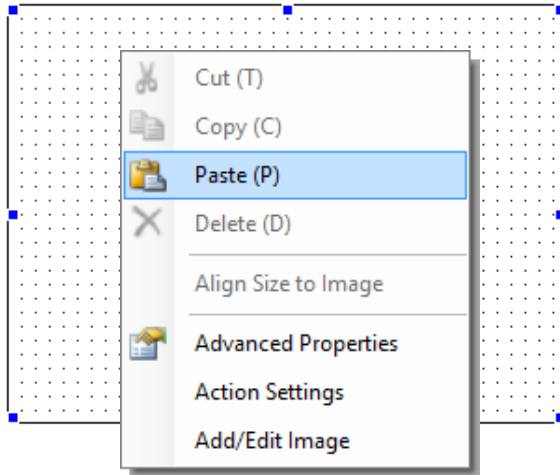 Cut (T)
Copy (C)
Paste (P)
Delete (D)
Align Size to Image
Advanced Properties
Action Settings
Add/Edit Image